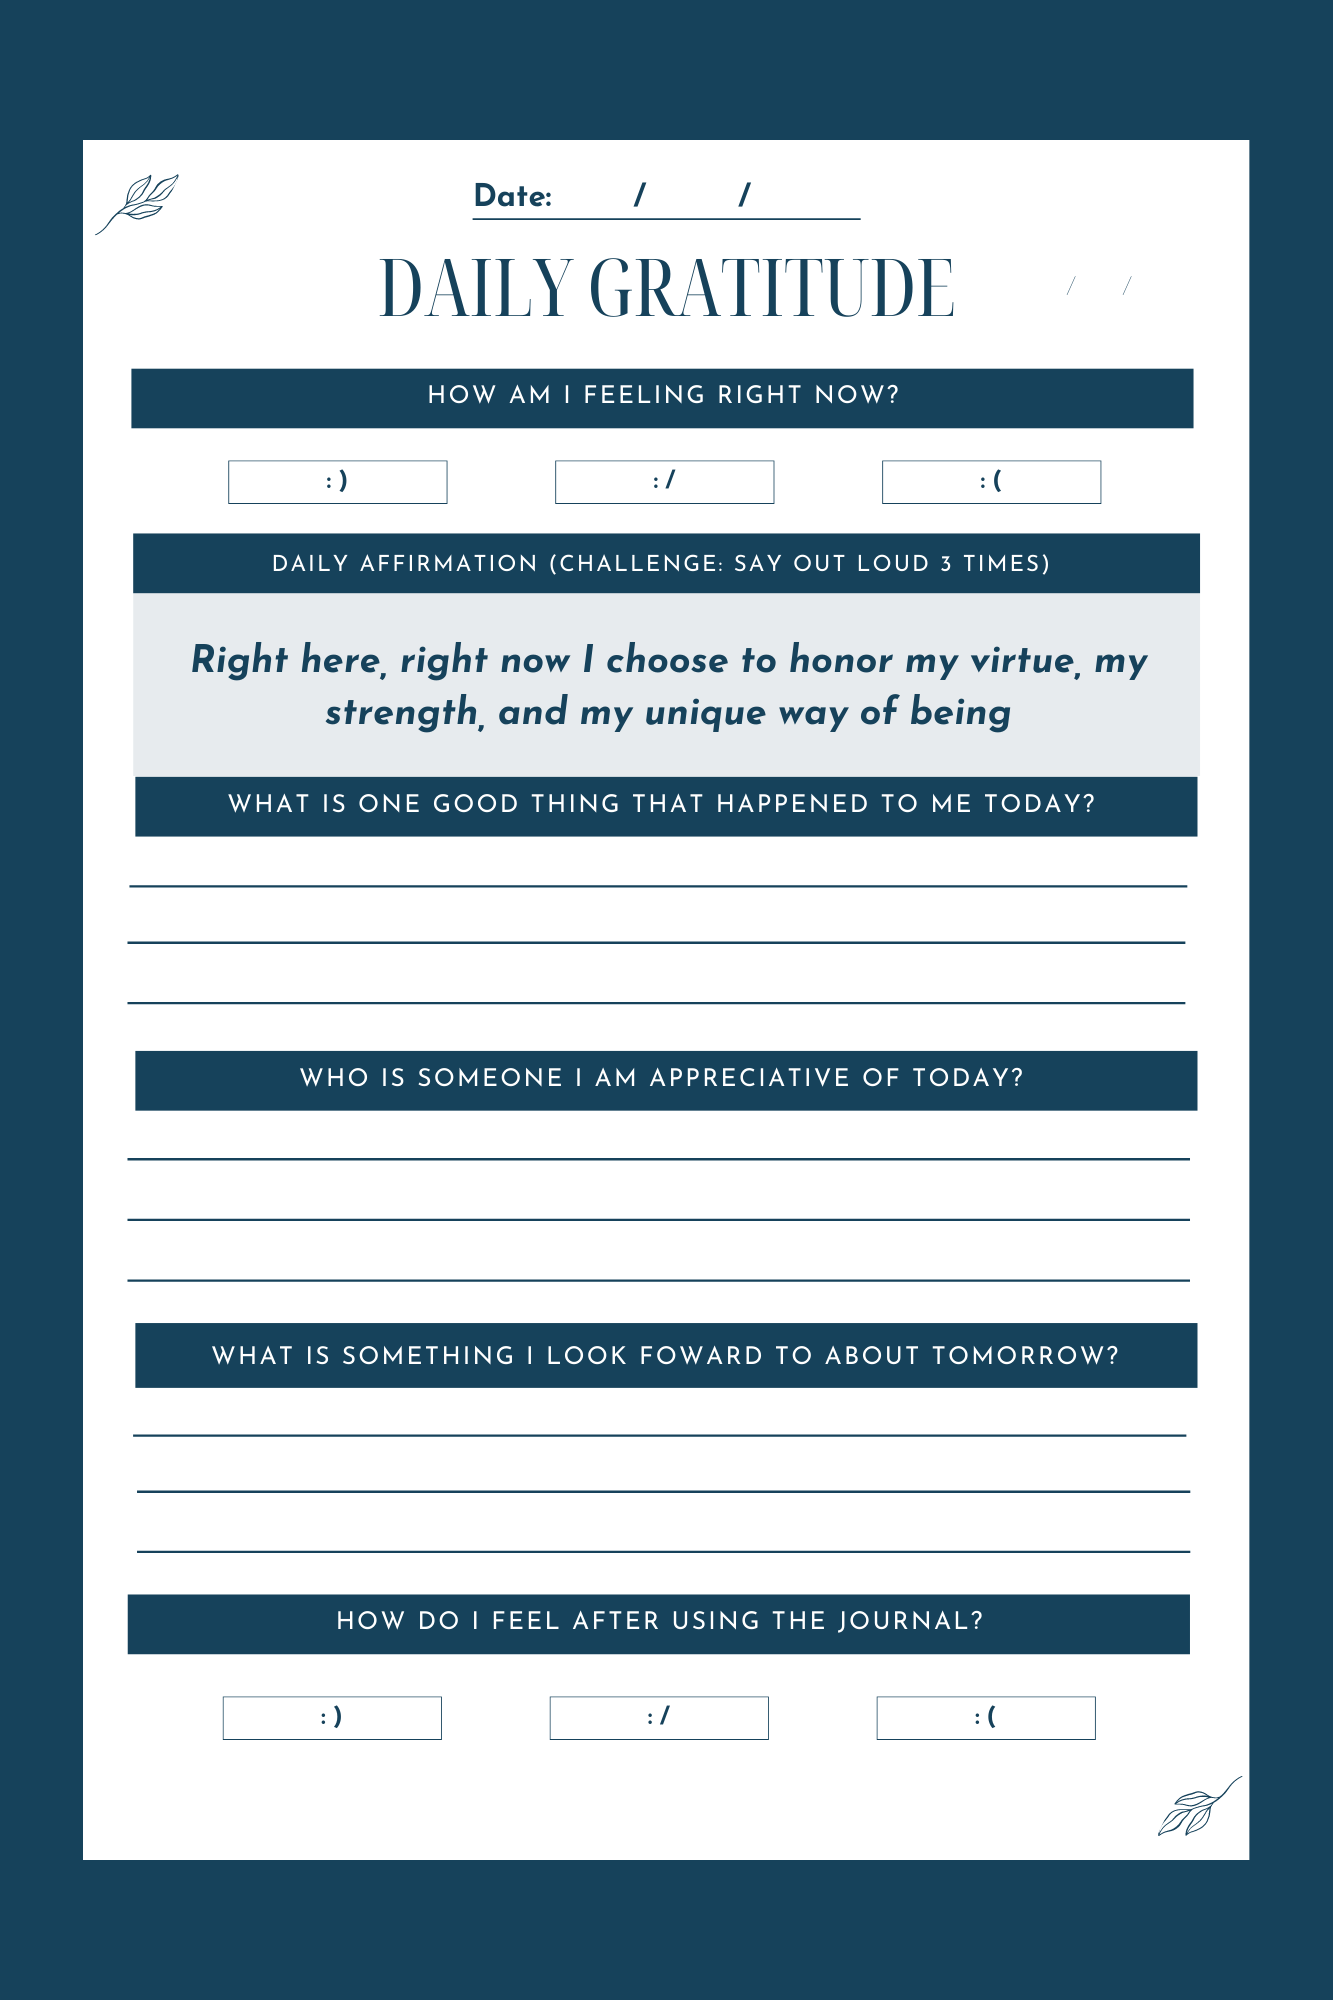 Date: / /
DAILY GRATITUDE / /
HOW AM I FEELING RIGHT NOW?
:) :/ :(
DAILY AFFIRMATION (CHALLENGE: SAY OUT LOUD 3 TIMES)
Right here, right now I choose to honor my virtue, my
strength, and my unique way of being
WHAT IS ONE GOOD THING THAT HAPPENED TO ME TODAY?
WHO IS SOMEONE I AM APPRECIATIVE OF TODAY?
WHAT IS SOMETHING I LOOK FOWARD TO ABOUT TOMORROW?
HOW DO I FEEL AFTER USING THE JOURNAL?
:) :/ :(